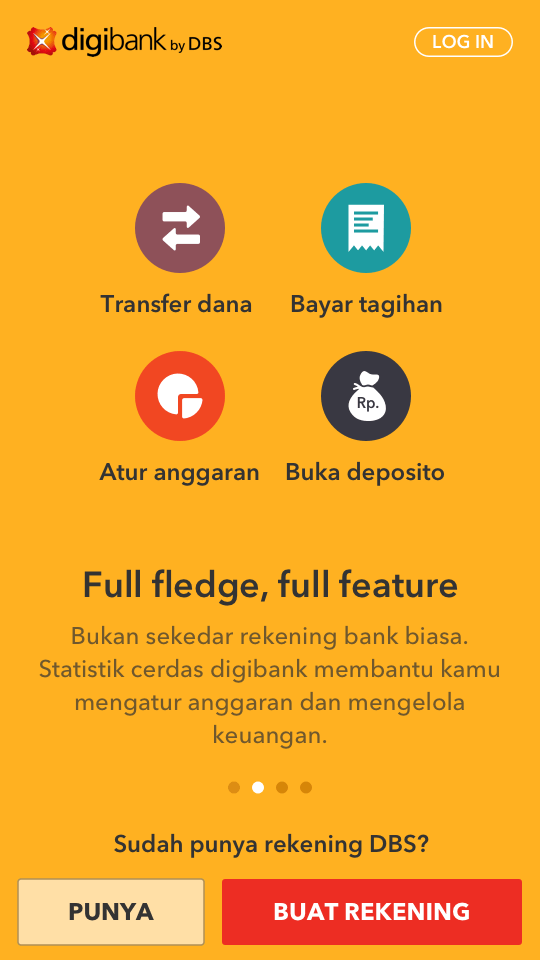 digibank by DBS
LOG IN
Transfer dana
Bayar tagihan
Rp.
Atur anggaran
Buka deposito
Full fledge, full feature
Bukan sekedar rekening bank biasa.
Statistik cerdas digibank membantu kamu
mengatur anggaran dan mengelola
keuangan.
Sudah punya rekening DBS?
PUNYA
BUAT REKENING